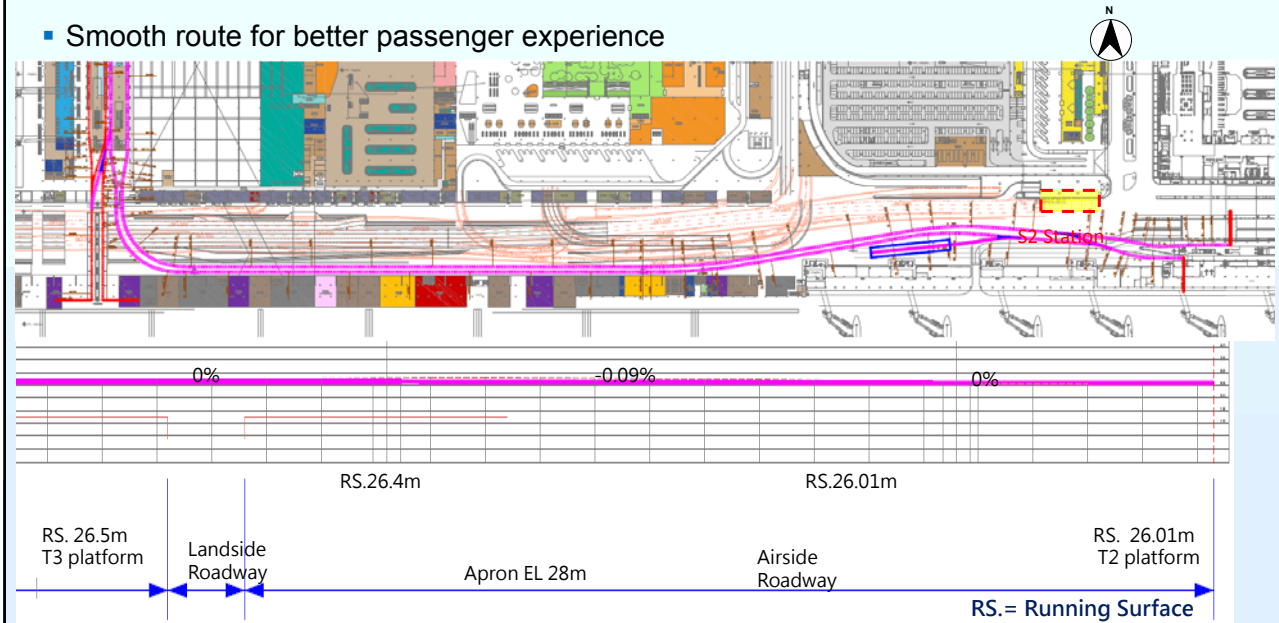 N
▪ Smooth route for better passenger experience
S2 Station
0%
-0.09%
0%
RS.26.4m
RS.26.01m
RS. 26.5m
T3 platform
Landside
Roadway
Apron EL 28m
Airside
Roadway
RS. 26.01m
T2 platform
RS.= Running Surface